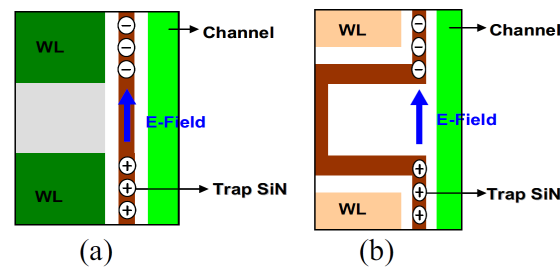 WL
Channel
E-Field
Trap SiN
WL
(a)
WL
Channel
E-Field
Trap SiN
WL
(b)